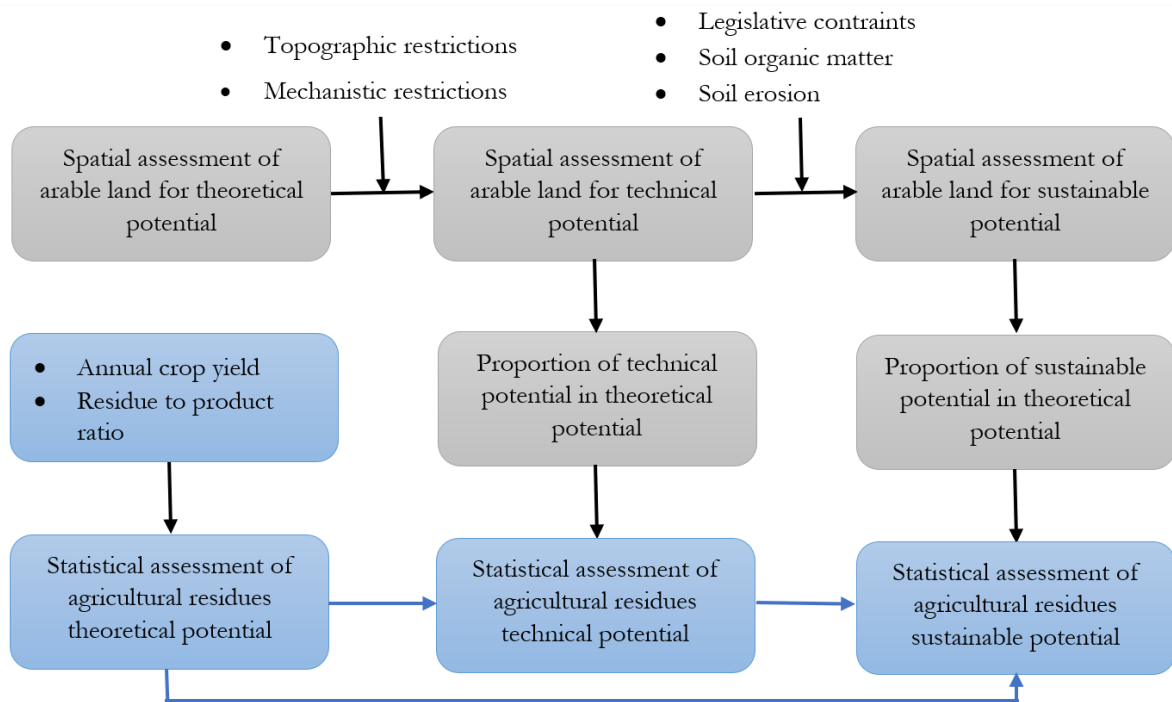 • Topographic restrictions
• Mechanistic restrictions
• Legislative contraints
• Soil organic matter
• Soil erosion
Spatial assessment of
arable land for theoretical
potential
Spatial assessment of
arable land for technical
potential
Spatial assessment of
arable land for sustainable
potential
• Annual crop yield
• Residue to product
ratio
Proportion of technical
potential in theoretical
potential
Proportion of sustainable
potential in theoretical
potential
Statistical assessment of
agricultural residues
theoretical potential
Statistical assessment of
agricultural residues
technical potential
Statistical assessment of
agricultural residues
sustainable potential